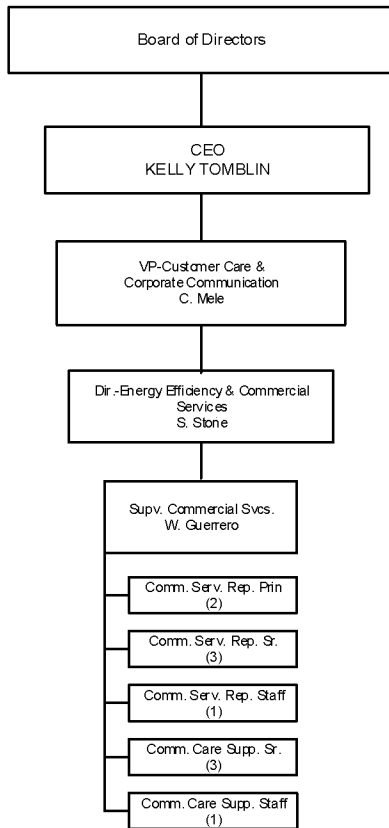 Board of Directors
CEO
KELLY TOMBLIN
VP-Customer Care &
Corporate Communication
C. Mele
Dir.-Energy Efficiency & Commercial
Services
S. Stone
Supv. Commercial Svcs.
W. Guerrero
Comm. Serv. Rep. Prin
(2)
Comm. Serv. Rep. Sr.
(3)
Comm. Serv. Rep. Staff
(1)
Comm. Care Supp. Sr.
(3)
Comm. Care Supp. Staff
(1)